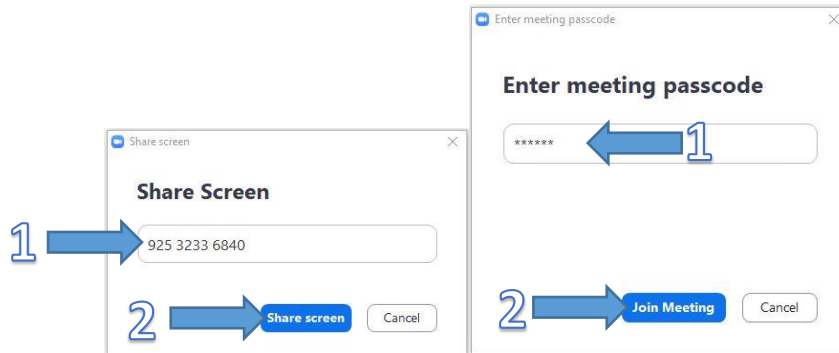 Share screen
Share Screen
1
925 3233 6840
2
Share screen
Cancel
Enter meeting passcode
Enter meeting passcode
******
1
2
Join Meeting
Cancel